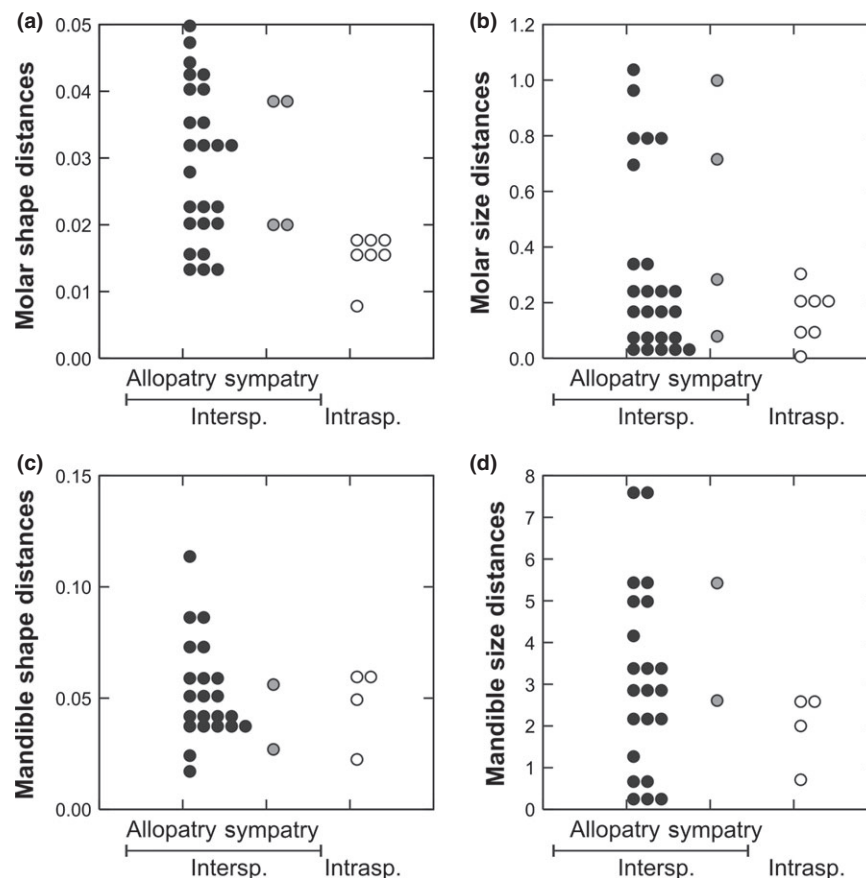 (a)
Molar shape distances
0.05
0.04
0.03
0.02
0.01
0.00
Allopatry sympatry
Intersp. Intrasp.
(b)
Molar size distances
1.2
1.0
0.8
0.6
0.4
0.2
0.0
Allopatry sympatry
Intersp. Intrasp.
(c)
Mandible shape distances
0.15
0.10
0.05
0.00
Allopatry sympatry
Intersp. Intrasp.
(d)
Mandible size distances
8
7
6
5
4
3
2
1
0
Allopatry sympatry
Intersp. Intrasp.